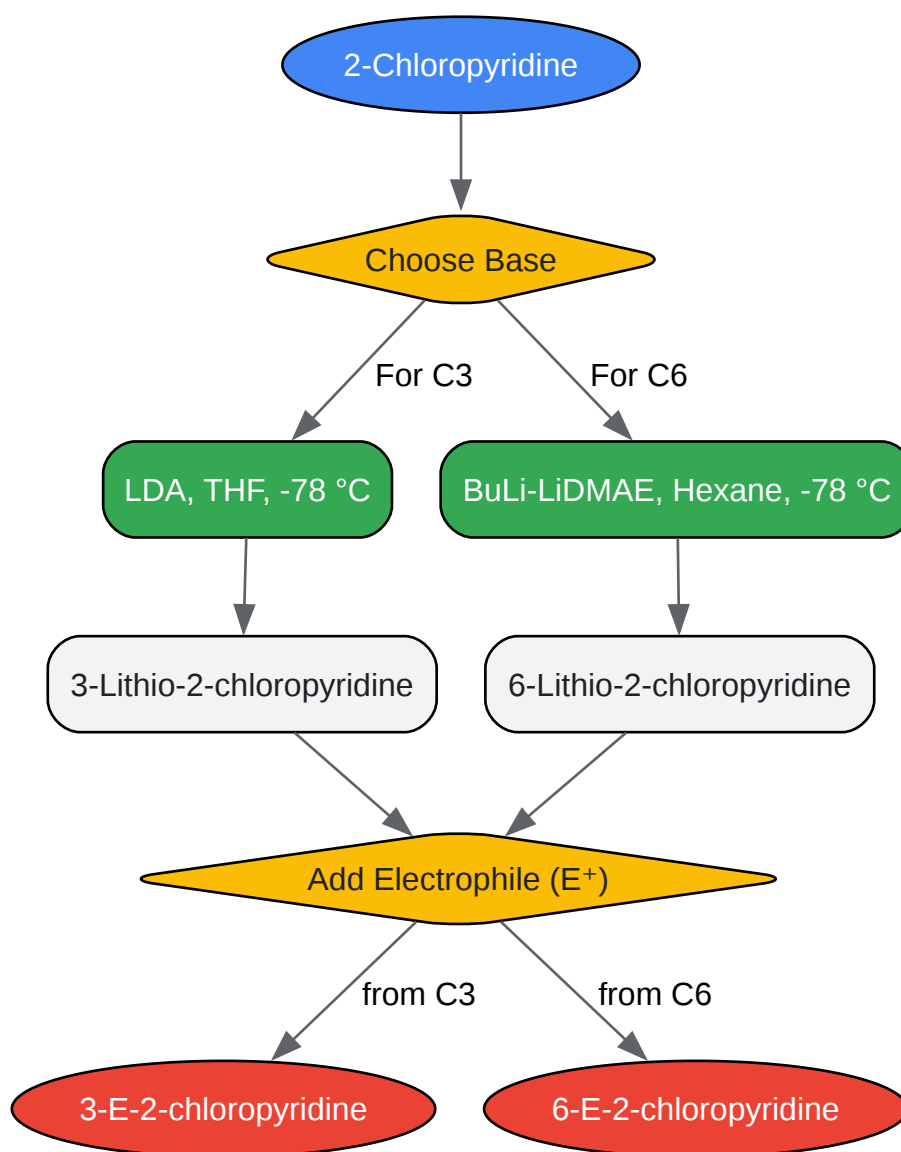 2-Chloropyridine
Choose Base
For C3
For C6
LDA, THF, -78 °C
BuLi-LiDMAE, Hexane, -78 °C
3-Lithio-2-chloropyridine
6-Lithio-2-chloropyridine
Add Electrophile (E⁺)
from C3
from C6
3-E-2-chloropyridine
6-E-2-chloropyridine